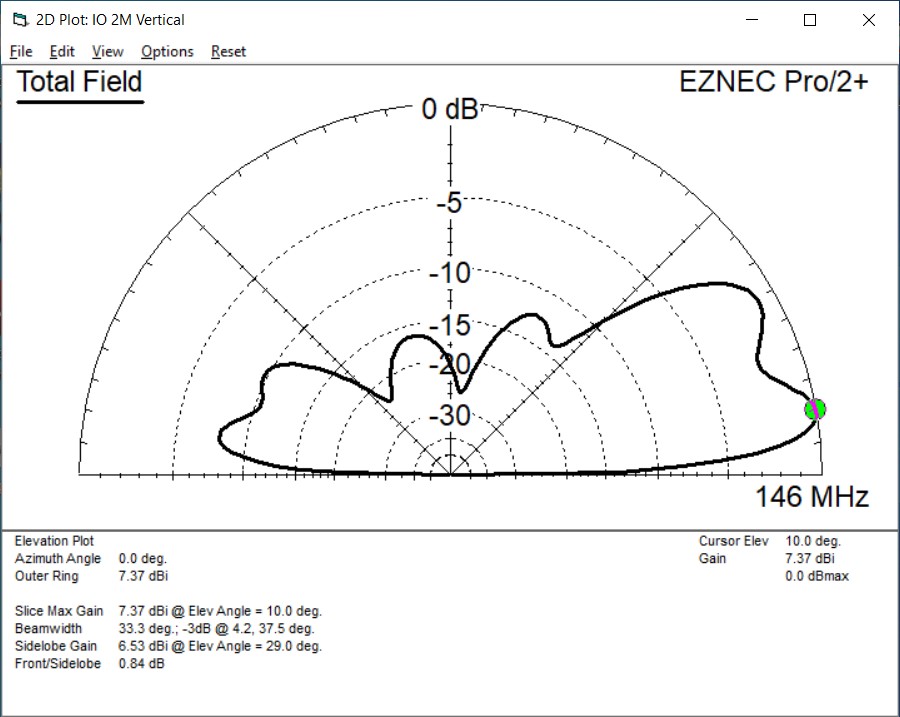 2D Plot: IO 2M Vertical
File Edit View Options Reset
Total Field
EZNEC Pro/2+
0 dB
-5
-10
-15
-20
-30
146 MHz
Elevation Plot
Azimuth Angle 0.0 deg.
Outer Ring 7.37 dBi
Slice Max Gain 7.37 dBi @ Elev Angle = 10.0 deg.
Beamwidth 33.3 deg.; -3dB @ 4.2, 37.5 deg.
Sidelobe Gain 6.53 dBi @ Elev Angle = 29.0 deg.
Front/Sidelobe 0.84 dB
Cursor Elev 10.0 deg.
Gain 7.37 dBi
0.0 dBmax